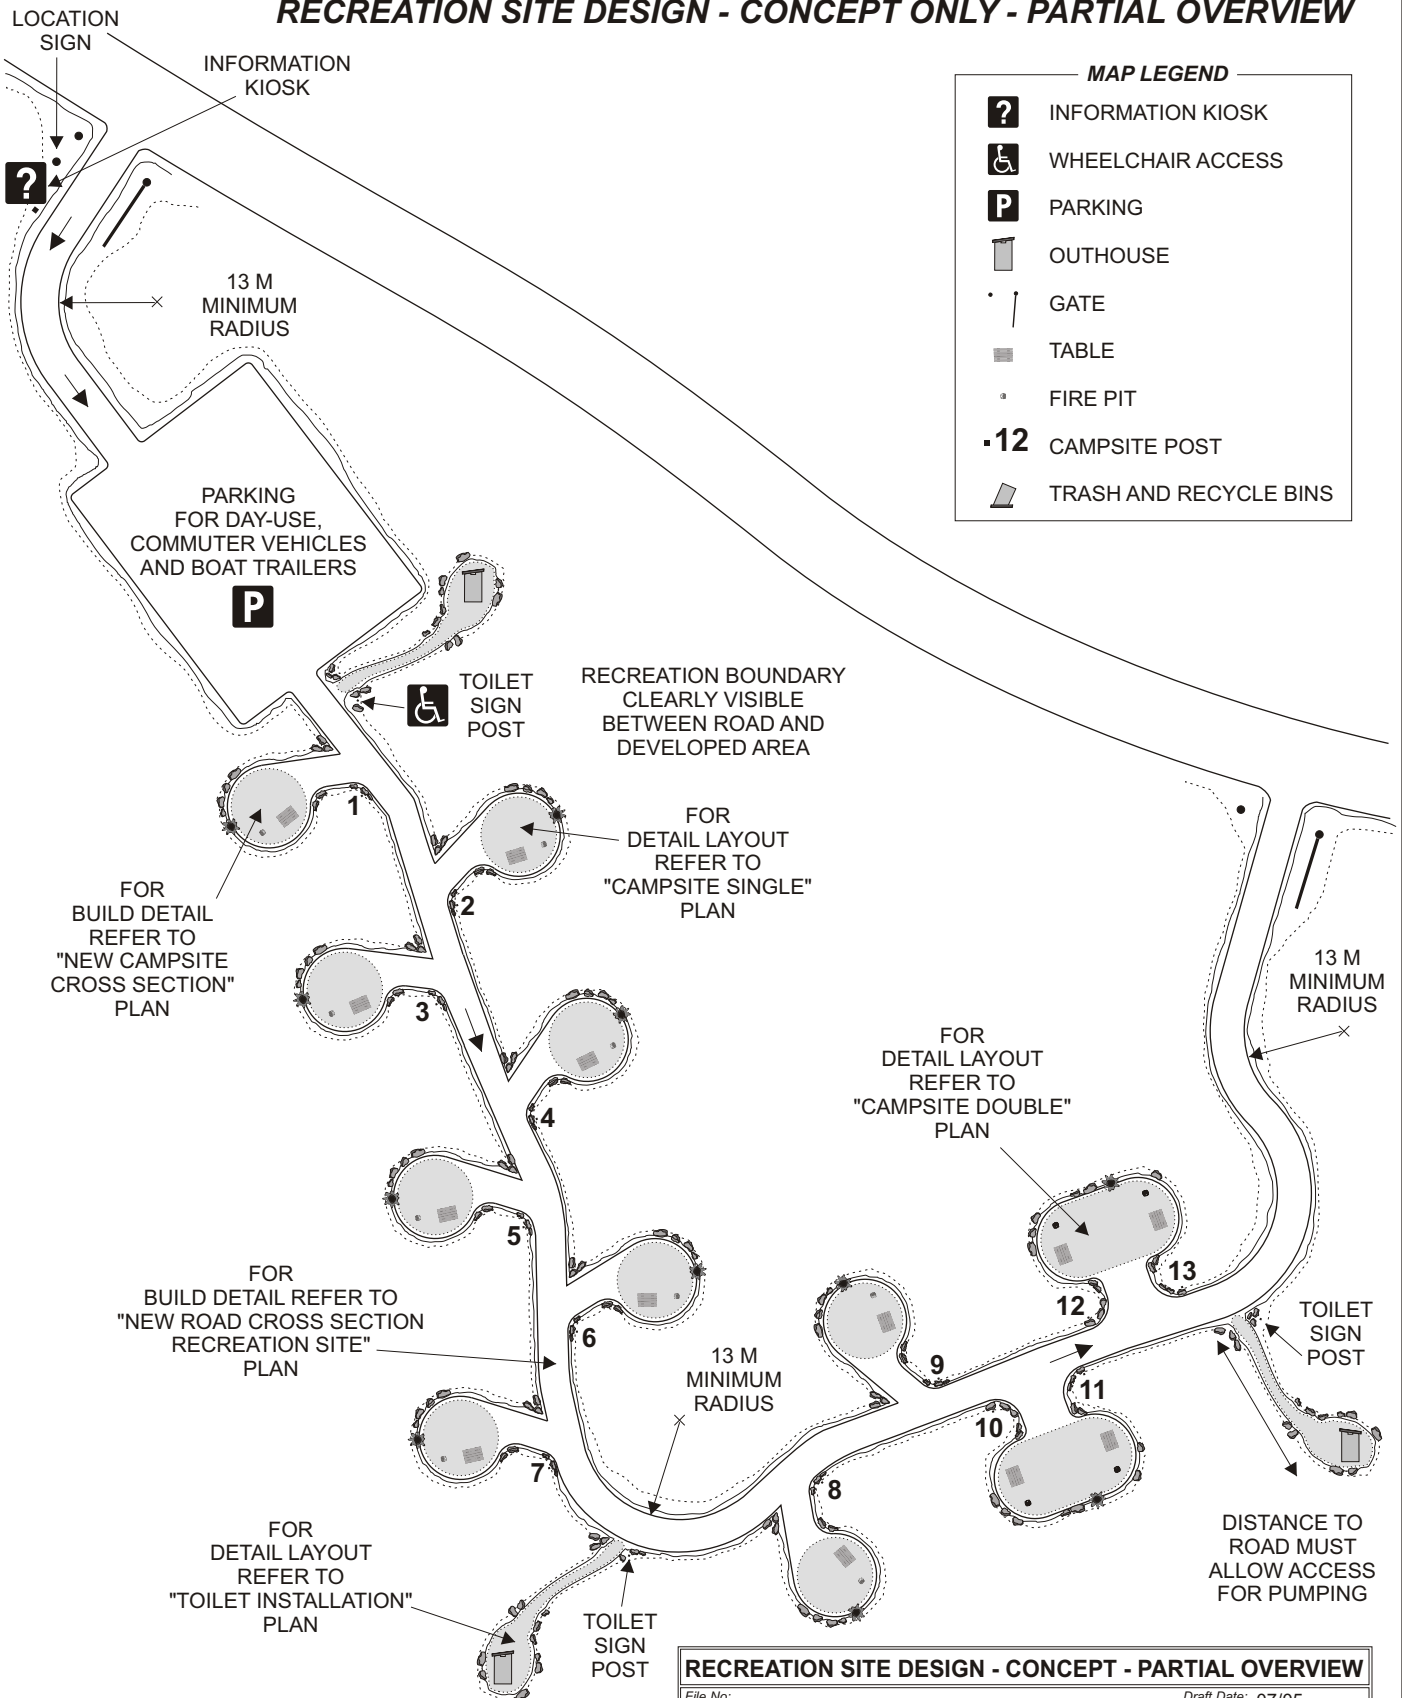 RECREATION SITE DESIGN - CONCEPT ONLY - PARTIAL OVERVIEW
LOCATION
SIGN
INFORMATION
KIOSK
MAP LEGEND
? INFORMATION KIOSK
WHEELCHAIR ACCESS
P PARKING
OUTHOUSE
GATE
TABLE
FIRE PIT
12 CAMPSITE POST
TRASH AND RECYCLE BINS
?
13 M
MINIMUM
RADIUS
PARKING
FOR DAY-USE,
COMMUTER VEHICLES
AND BOAT TRAILERS
P
TOILET
SIGN
POST
RECREATION BOUNDARY
CLEARLY VISIBLE
BETWEEN ROAD AND
DEVELOPED AREA
1
FOR
DETAIL LAYOUT
REFER TO
"CAMPSITE SINGLE"
PLAN
2
FOR
BUILD DETAIL
REFER TO
"NEW CAMPSITE
CROSS SECTION"
PLAN
3
13 M
MINIMUM
RADIUS
4
FOR
DETAIL LAYOUT
REFER TO
"CAMPSITE DOUBLE"
PLAN
5
13
12
FOR
BUILD DETAIL REFER TO
"NEW ROAD CROSS SECTION
RECREATION SITE"
PLAN
6
13 M
MINIMUM
RADIUS
9
11
10
TOILET
SIGN
POST
7
8
FOR
DETAIL LAYOUT
REFER TO
"TOILET INSTALLATION"
PLAN
TOILET
SIGN
POST
DISTANCE TO
ROAD MUST
ALLOW ACCESS
FOR PUMPING
RECREATION SITE DESIGN - CONCEPT - PARTIAL OVERVIEW
File No:
Draft Date: 07/05